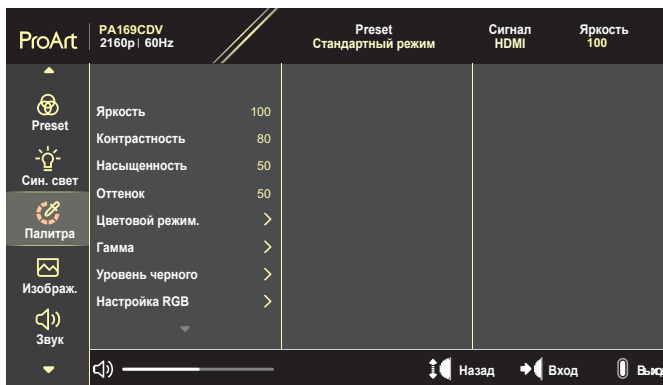 ProArt
PA169CDV
2160p | 60Hz
Preset
Стандартный режим
Сигнал
HDMI
Яркость
100
Preset
Син. свет
Палитра
Изображ.
Звук
Яркость 100
Контрастность 80
Насыщенность 50
Оттенок 50
Цветовой режим.
Гамма
Уровень черного
Настройка RGB
Назад
Вход
Выход